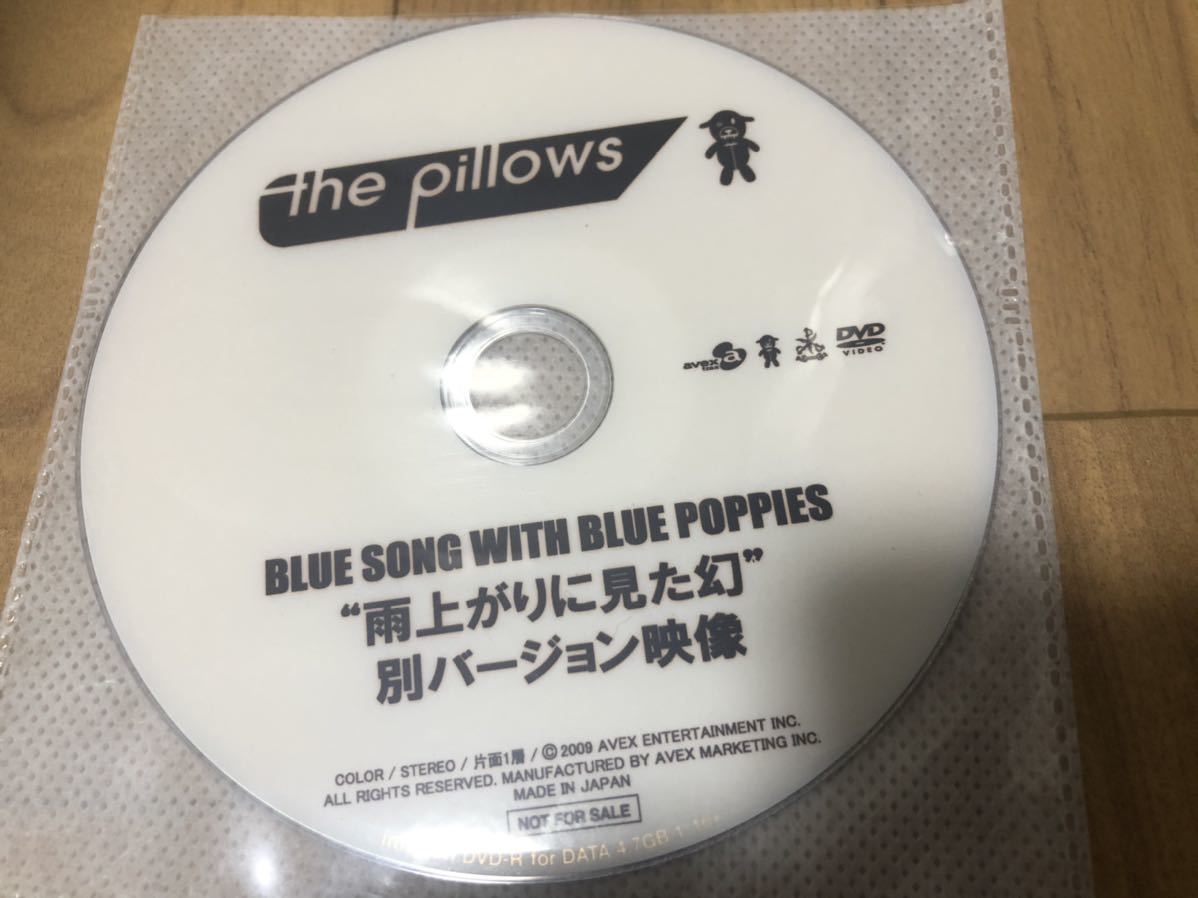 the pillows
avex trax
DVD
VIDEO
BLUE SONG WITH BLUE POPPIES
“雨上がりに見た幻”
別バージョン映像
COLOR / STEREO / 片面1層 / © 2009 AVEX ENTERTAINMENT INC.
ALL RIGHTS RESERVED. MANUFACTURED BY AVEX MARKETING INC.
MADE IN JAPAN
NOT FOR SALE
DVD-R for DATA 4.7GB